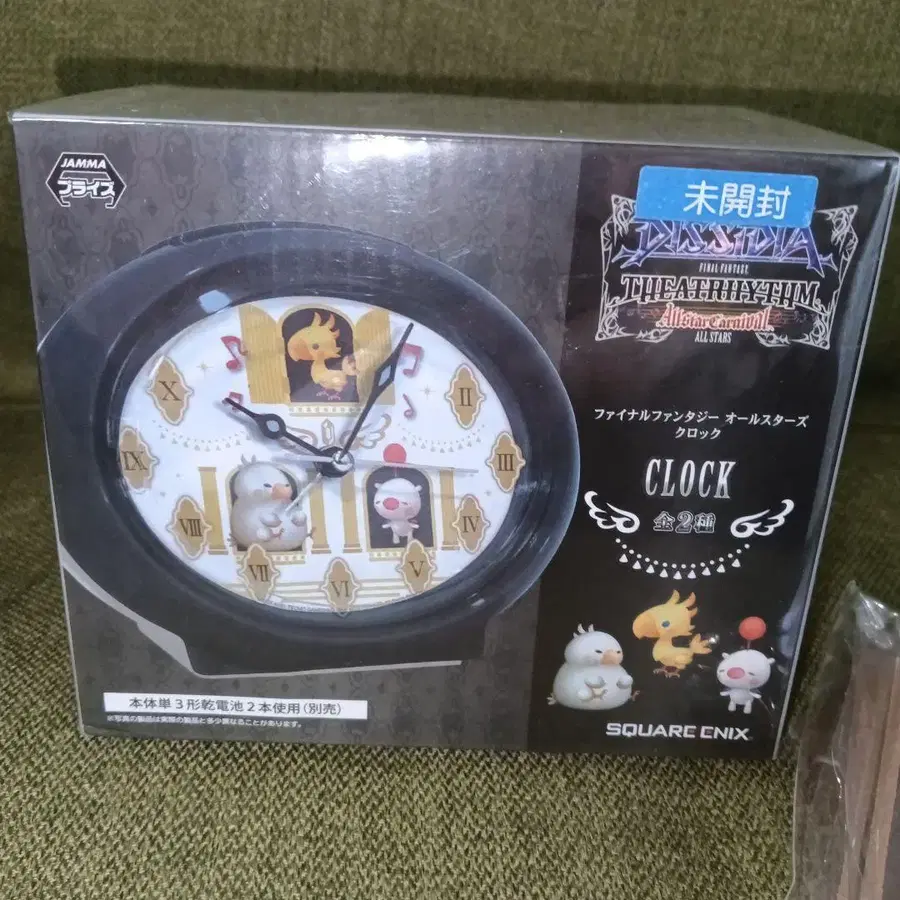 JAMMA
プライズ
未開封
DISSIDIA
FINAL FANTASY
THEATRHYTHM
Allstar Carnival
ALL STARS
ファイナルファンタジー オールスターズ
クロック
CLOCK
全2種
X
II
IX
III
VIII
IV
VII
V
VI
本体単3形乾電池2本使用(別売)
※写真の製品は実際の製品と多少異なることがあります。
SQUARE ENIX